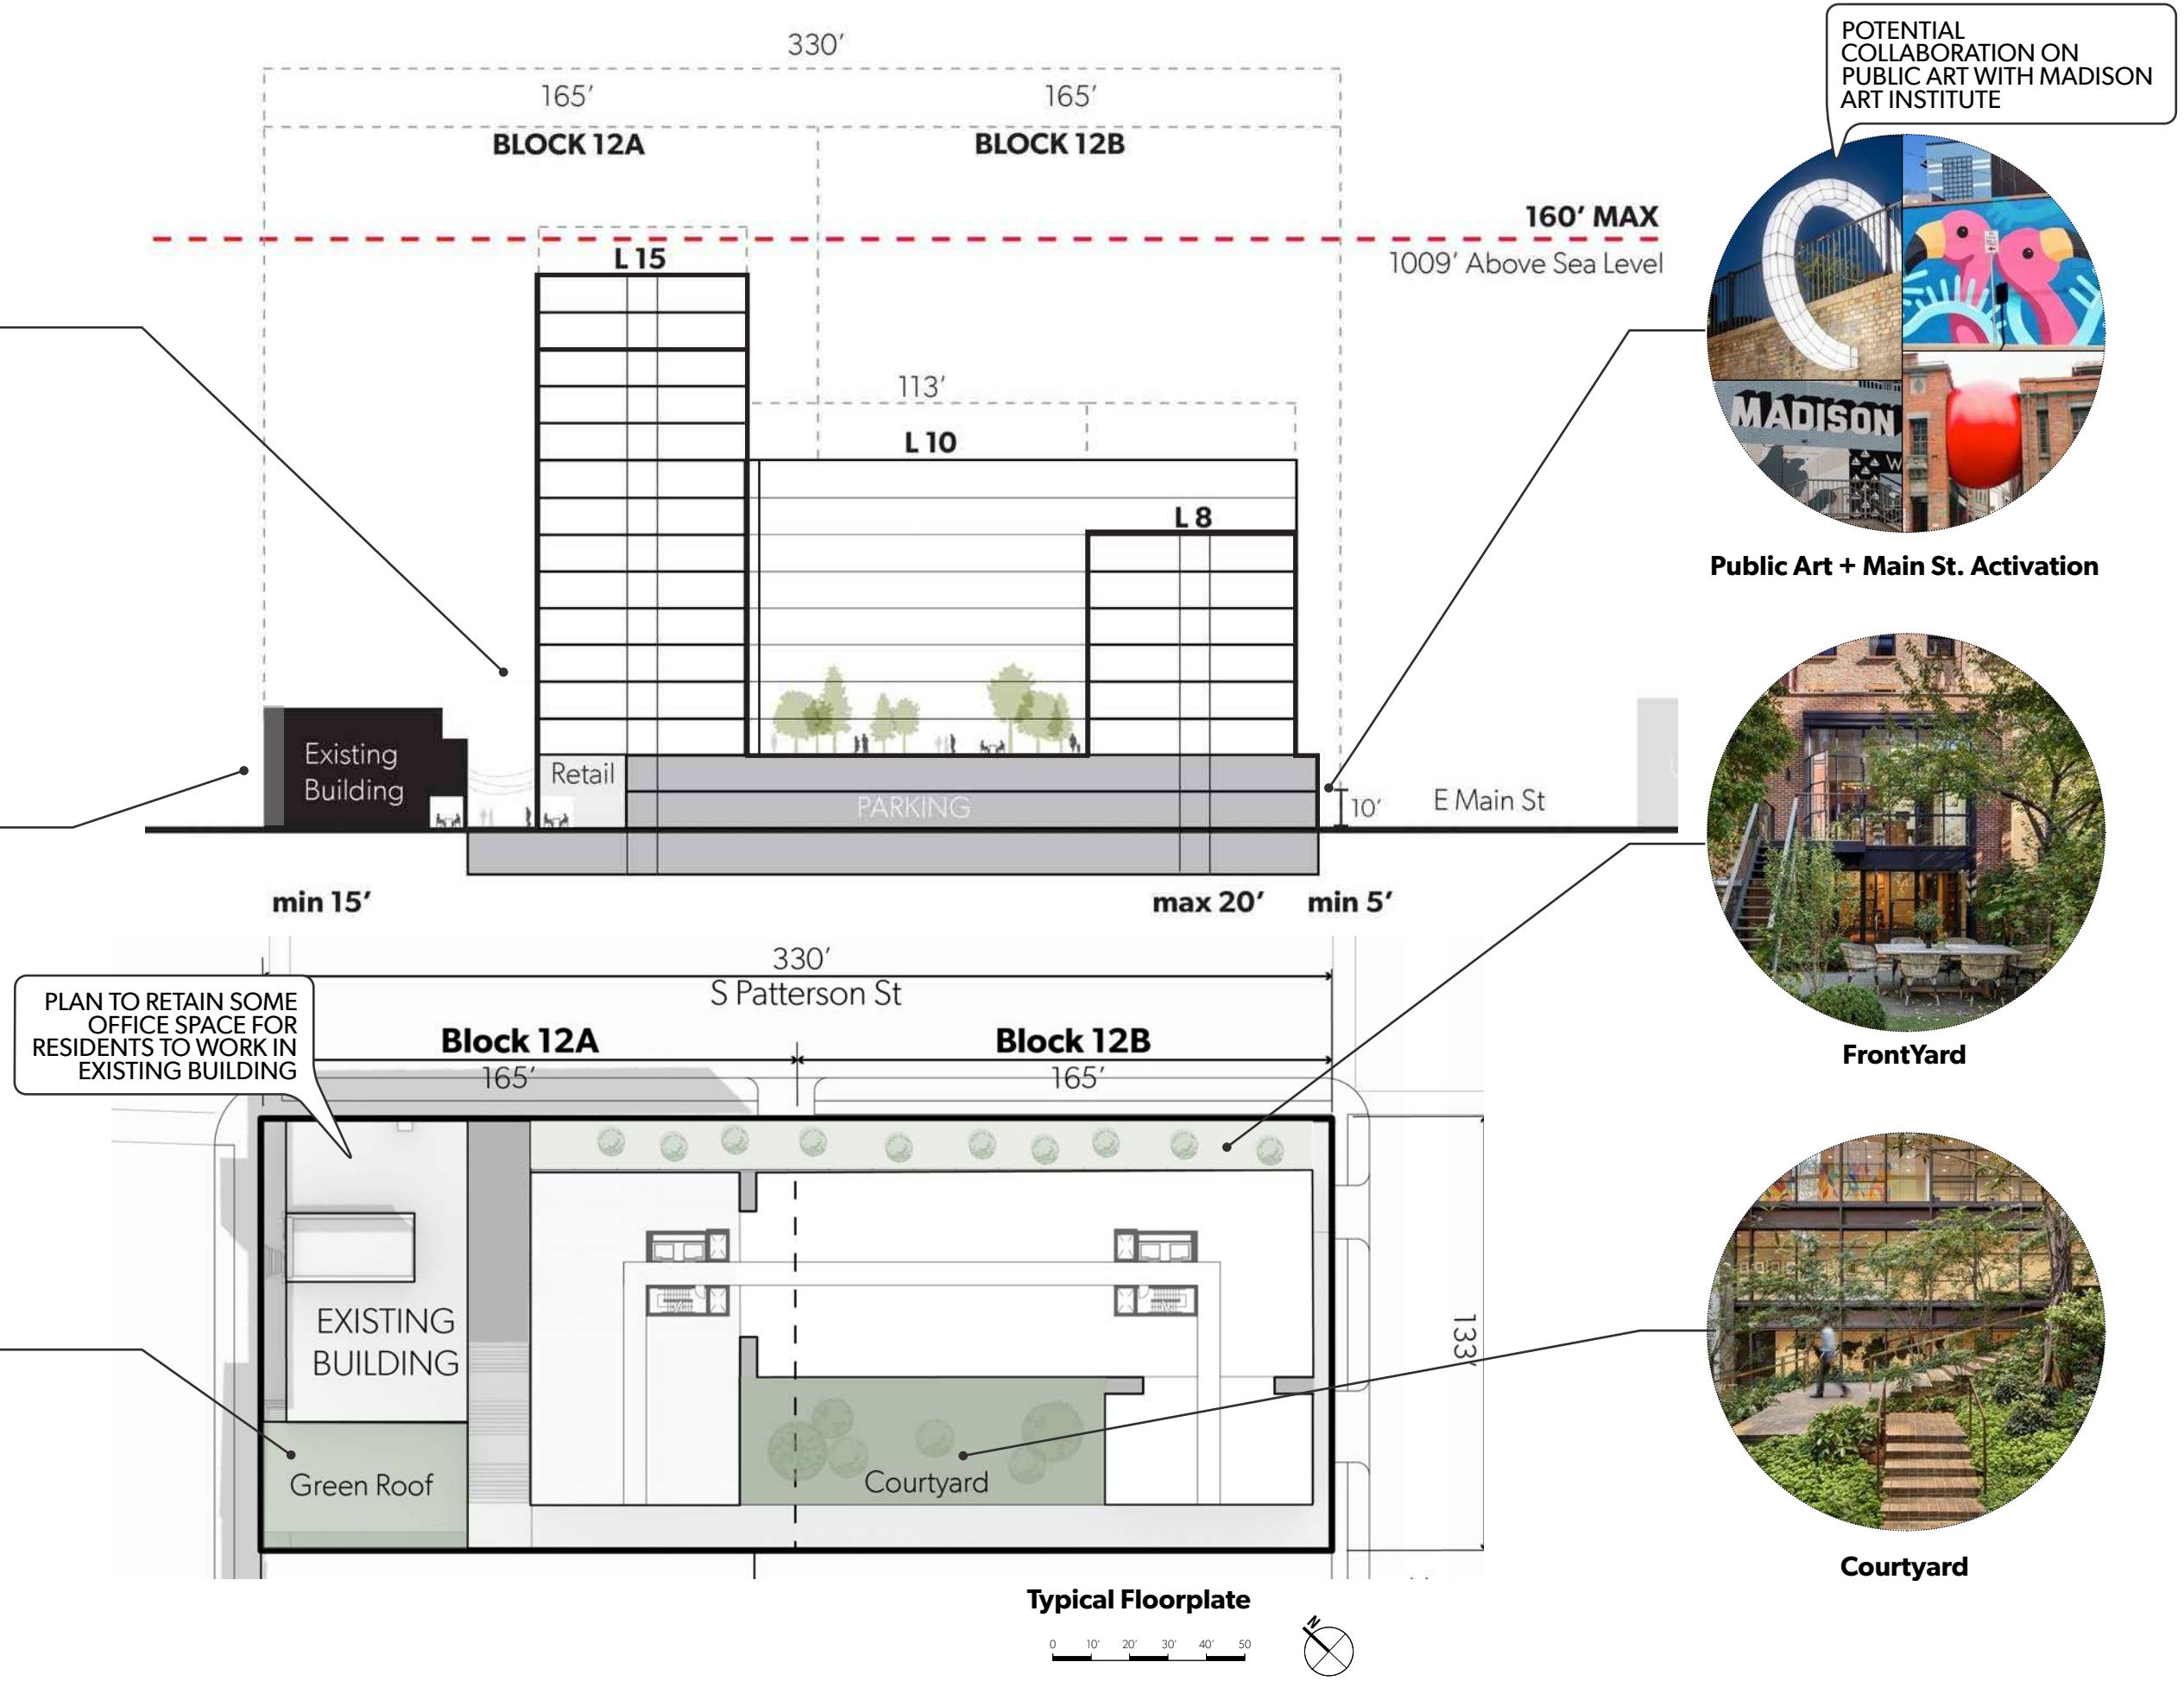 POTENTIAL
COLLABORATION ON
PUBLIC ART WITH MADISON
ART INSTITUTE
330'
165'
165'
BLOCK 12A
BLOCK 12B
160' MAX
1009' Above Sea Level
L 15
113'
L 10
L 8
MADISON
W
Public Art + Main St. Activation
Existing
Building
Retail
PARKING
10'
E Main St
min 15'
max 20'
min 5'
FrontYard
330'
S Patterson St
PLAN TO RETAIN SOME
OFFICE SPACE FOR
RESIDENTS TO WORK IN
EXISTING BUILDING
Block 12A
Block 12B
165'
165'
EXISTING
BUILDING
133'
Green Roof
Courtyard
Courtyard
Typical Floorplate
0 10' 20' 30' 40' 50
N